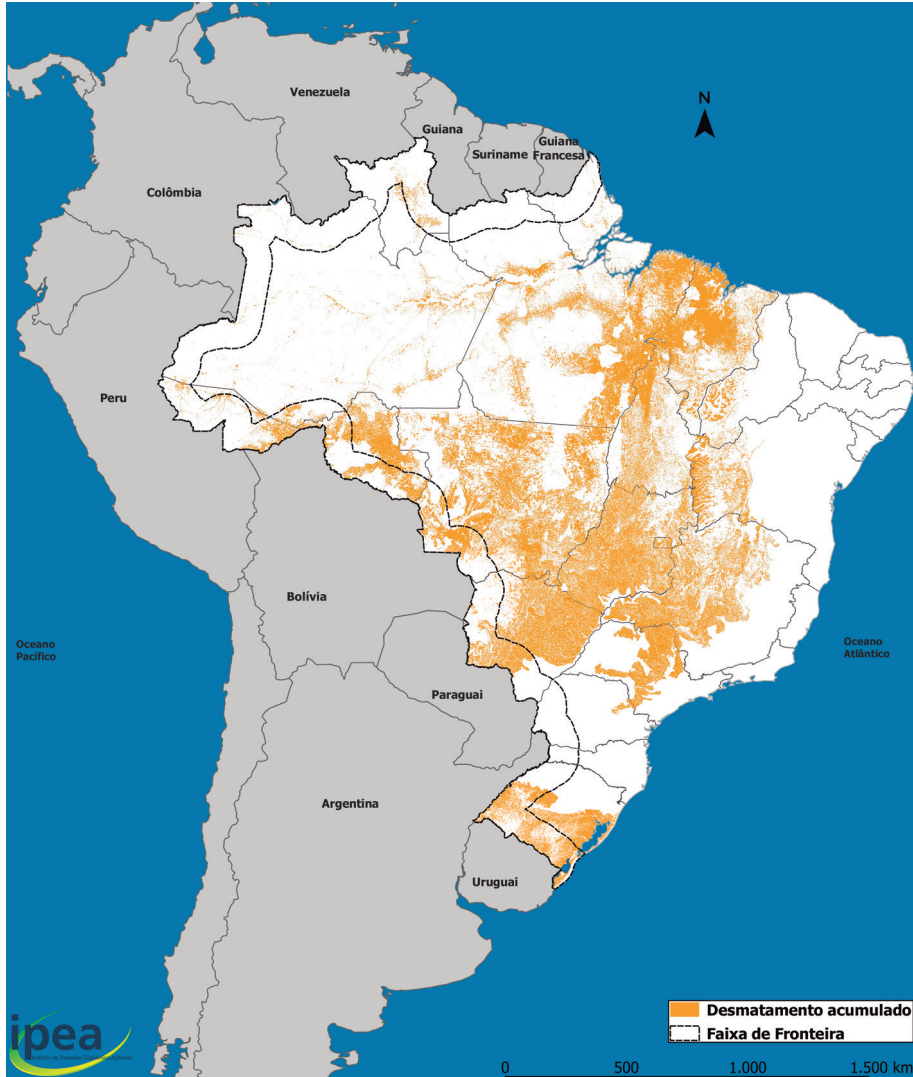 Venezuela
N
Guiana
Suriname
Guiana
Francesa
Colômbia
Peru
Bolívia
Oceano
Pacífico
Oceano
Atlântico
Paraguai
Argentina
Uruguai
ipea
Desmatamento acumulado
Faixa de Fronteira
0 500 1.000 1.500 km